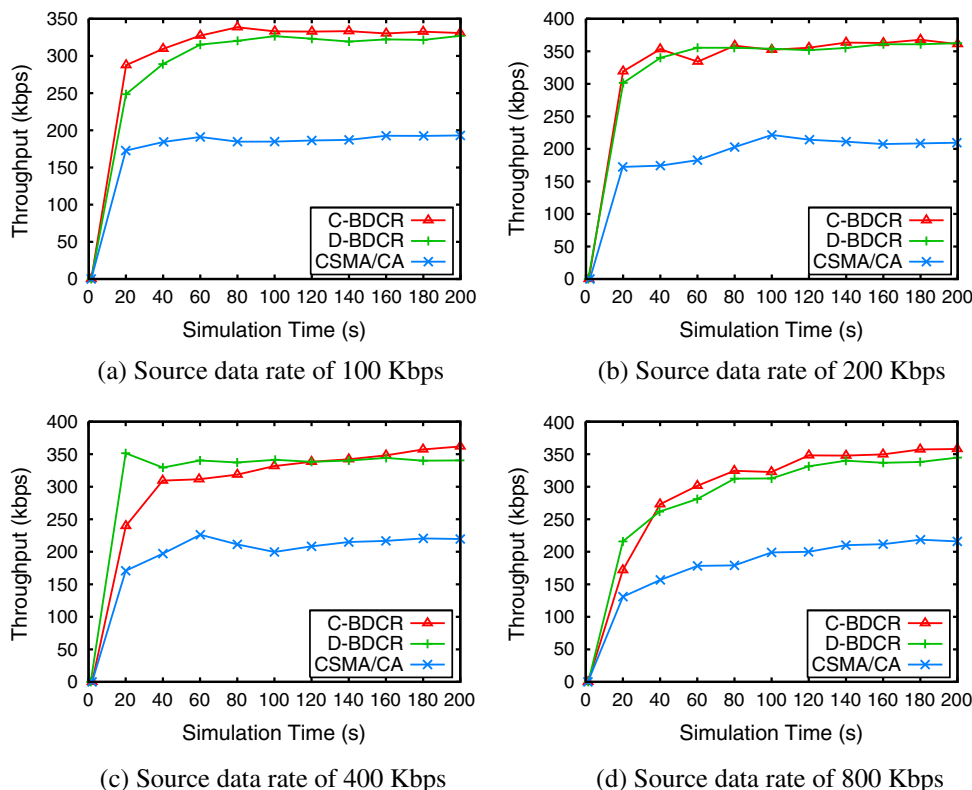 350
300
250
200
150
100
50
0
Throughput (kbps)
C-BDCR
D-BDCR
CSMA/CA
0 20 40 60 80 100 120 140 160 180 200
Simulation Time (s)
(a) Source data rate of 100 Kbps
400
350
300
250
200
150
100
50
0
Throughput (kbps)
C-BDCR
D-BDCR
CSMA/CA
0 20 40 60 80 100 120 140 160 180 200
Simulation Time (s)
(b) Source data rate of 200 Kbps
400
350
300
250
200
150
100
50
0
Throughput (kbps)
C-BDCR
D-BDCR
CSMA/CA
0 20 40 60 80 100 120 140 160 180 200
Simulation Time (s)
(c) Source data rate of 400 Kbps
400
350
300
250
200
150
100
50
0
Throughput (kbps)
C-BDCR
D-BDCR
CSMA/CA
0 20 40 60 80 100 120 140 160 180 200
Simulation Time (s)
(d) Source data rate of 800 Kbps